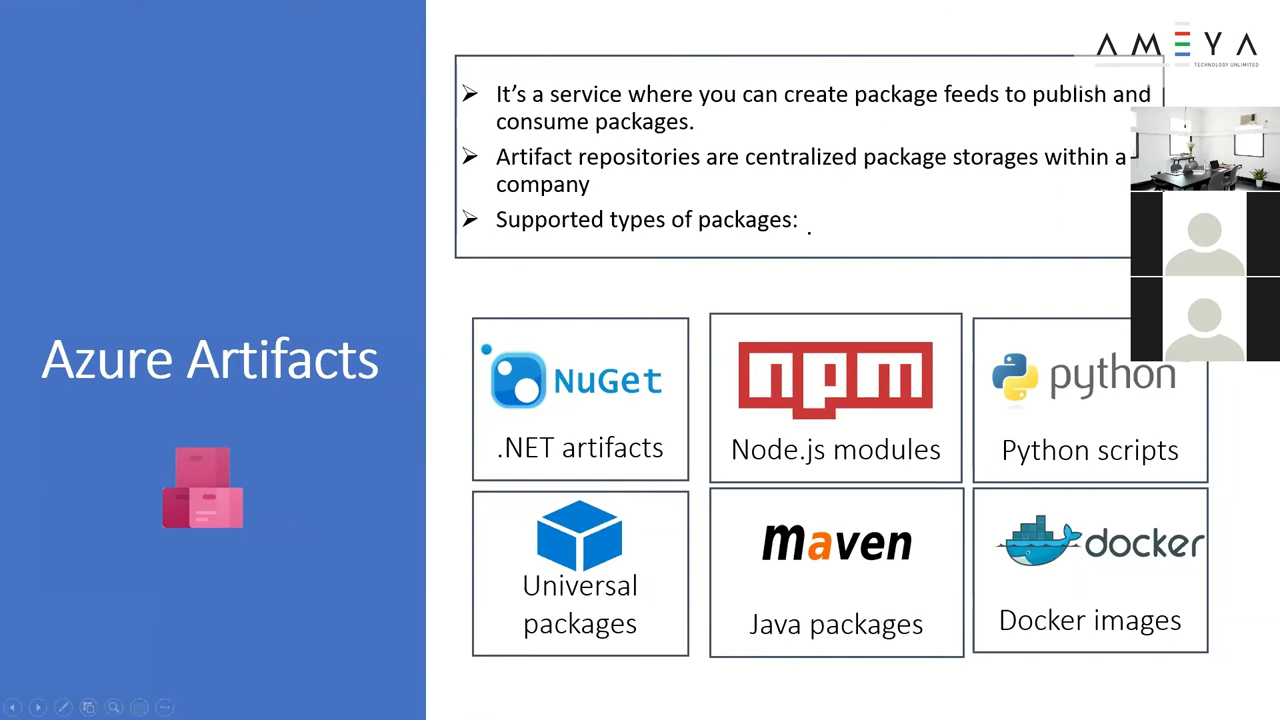 AMEYA
TECHNOLOGY UNLIMITED
It's a service where you can create package feeds to publish and
consume packages.
Artifact repositories are centralized package storages within a
company
Supported types of packages:
Azure Artifacts
NuGet
.NET artifacts
npm
Node.js modules
python
Python scripts
Universal
packages
maven
Java packages
docker
Docker images